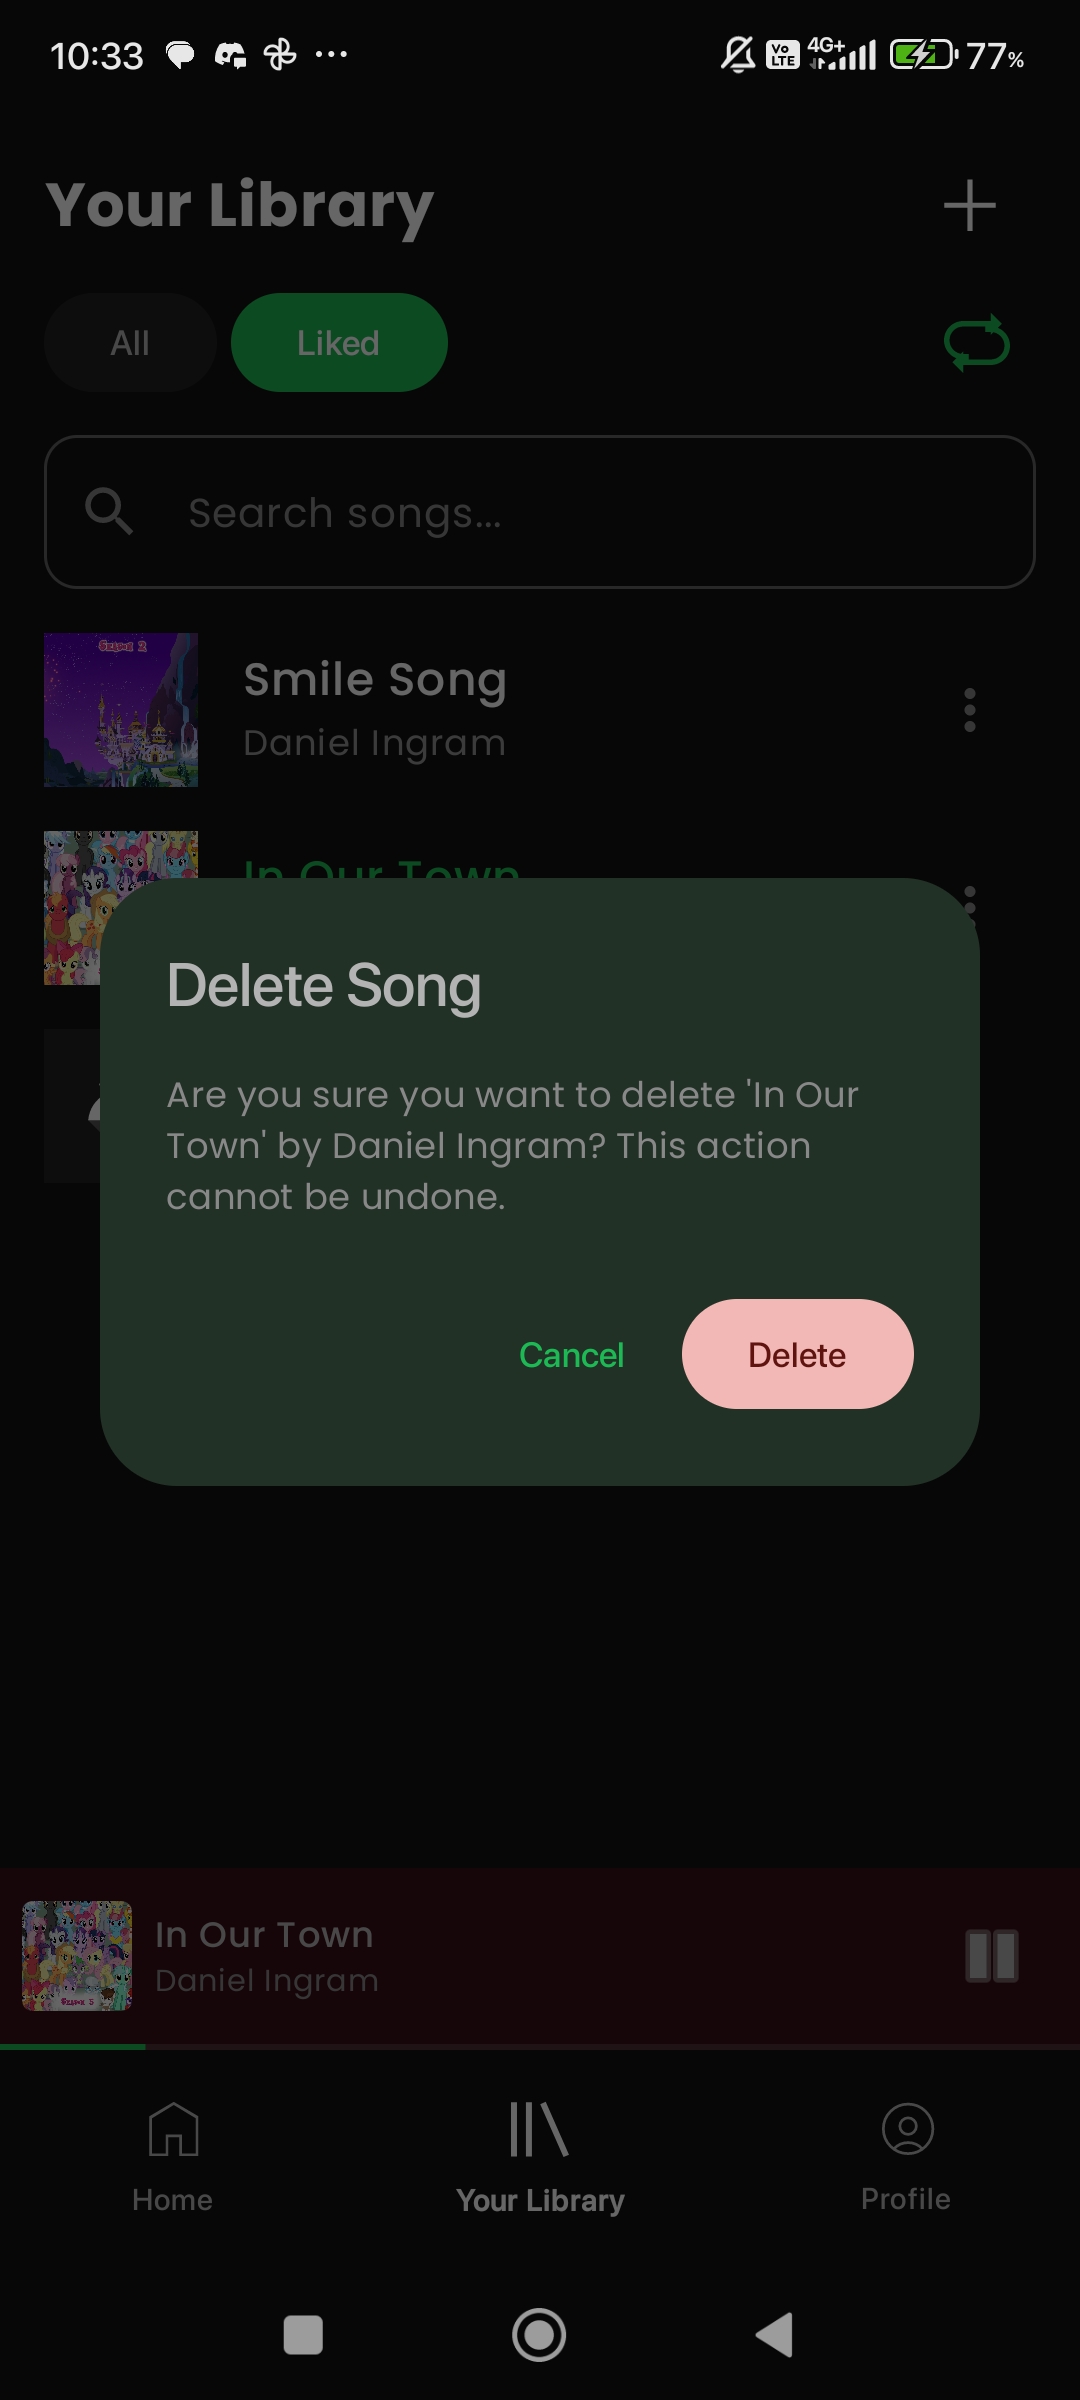 10:33
Vo LTE 4G+ 77%
Your Library
All Liked
Search songs...
Smile Song
Daniel Ingram
In Our Town
Delete Song
Are you sure you want to delete 'In Our
Town' by Daniel Ingram? This action
cannot be undone.
Cancel Delete
In Our Town
Daniel Ingram
Home Your Library Profile